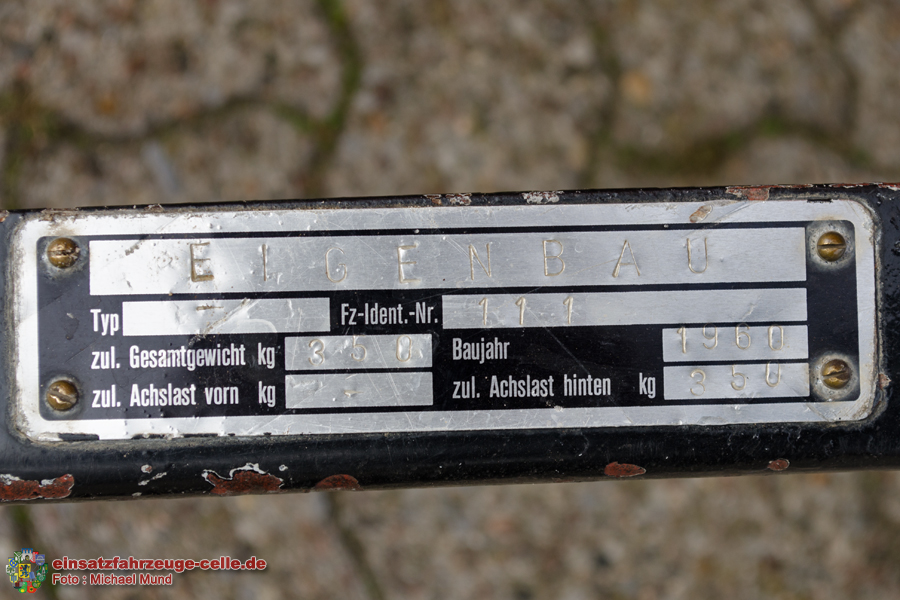 EIGENBAU
Typ - Fz-Ident.-Nr. 111
zul. Gesamtgewicht kg 350 Baujahr 1960
zul. Achslast vorn kg - zul. Achslast hinten kg 350
einsatzfahrzeuge-celle.de
Foto : Michael Mund